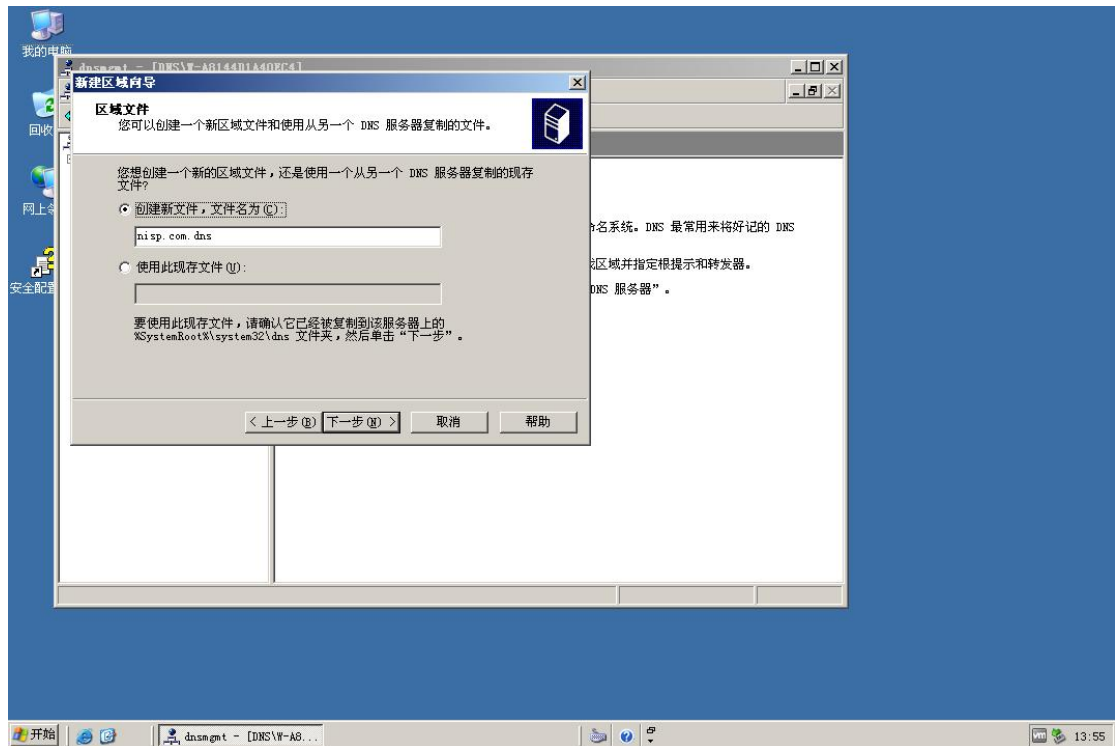 我的电脑
dnsmgmt - [DNS\W-A8144D1A40EC4]
新建区域向导
区域文件
您可以创建一个新区域文件和使用从另一个 DNS 服务器复制的文件。
回收
您想创建一个新的区域文件，还是使用一个从另一个 DNS 服务器复制的现存
文件?
网上
创建新文件，文件名为(C):
命名系统。DNS 最常用来将好记的 DNS
nisp.com.dns
使用此现存文件(U):
区域并指定根提示和转发器。
安全配置
DNS 服务器”。
要使用此现存文件，请确认它已经被复制到该服务器上的
%SystemRoot%\system32\dns 文件夹，然后单击“下一步”。
< 上一步(B)
下一步(N) >
取消
帮助
开始
dnsmgmt - [DNS\W-A8...
13:55